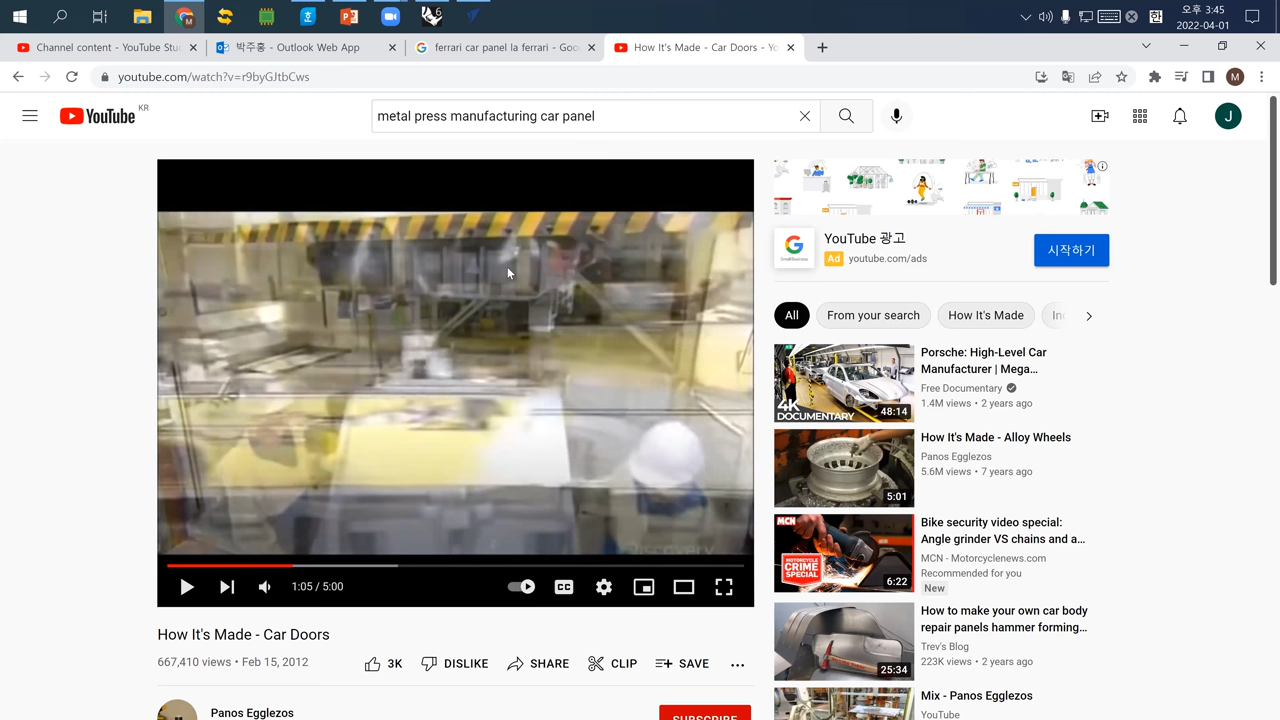 오후 3:45
한
2022-04-01
Channel content - YouTube Stu
박주홍 - Outlook Web App
ferrari car panel la ferrari - Goo
How It's Made - Car Doors - Yo
youtube.com/watch?v=r9byGJtbCws
M
YouTube KR
metal press manufacturing car panel
J
YouTube 광고
Ad youtube.com/ads
시작하기
All
From your search
How It's Made
Porsche: High-Level Car
Manufacturer | Mega…
Free Documentary
1.4M views • 2 years ago
4K
DOCUMENTARY
48:14
How It's Made - Alloy Wheels
Panos Egglezos
5.6M views • 7 years ago
5:01
Bike security video special:
Angle grinder VS chains and a…
MCN - Motorcyclenews.com
Recommended for you
New
MCN
MOTORCYCLE
CRIME
SPECIAL
6:22
How to make your own car body
repair panels hammer forming…
Trev's Blog
223K views • 2 years ago
25:34
Mix - Panos Egglezos
YouTube
1:05 / 5:00
CC
How It's Made - Car Doors
667,410 views • Feb 15, 2012
3K
DISLIKE
SHARE
CLIP
SAVE
Panos Egglezos
SUBSCRIBE